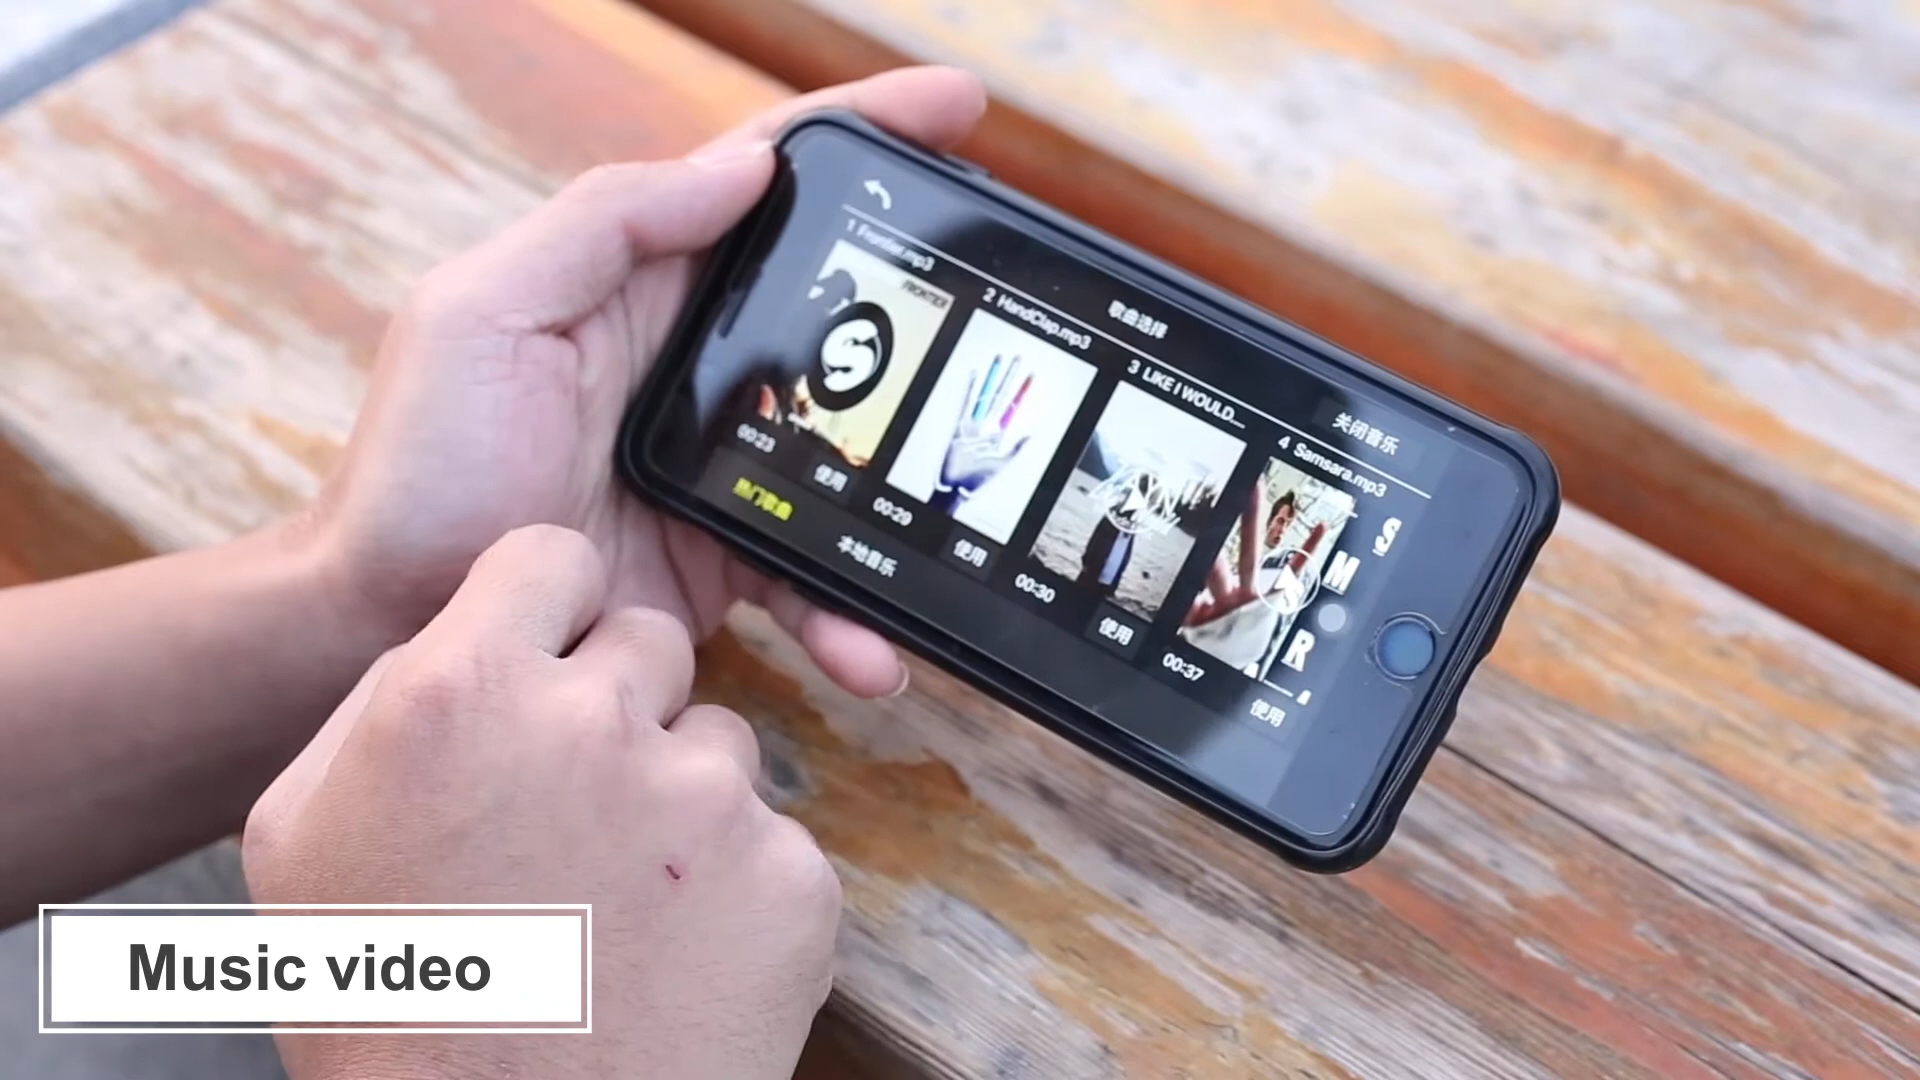 歌曲选择
关闭音乐
1 Frontier.mp3
FRONTIER
S
00:23
使用
2 HandClap.mp3
00:29
使用
3 LIKE I WOULD....
00:30
使用
4 Samsara.mp3
S
M
R
00:37
使用
热门歌曲
本地音乐
Music video